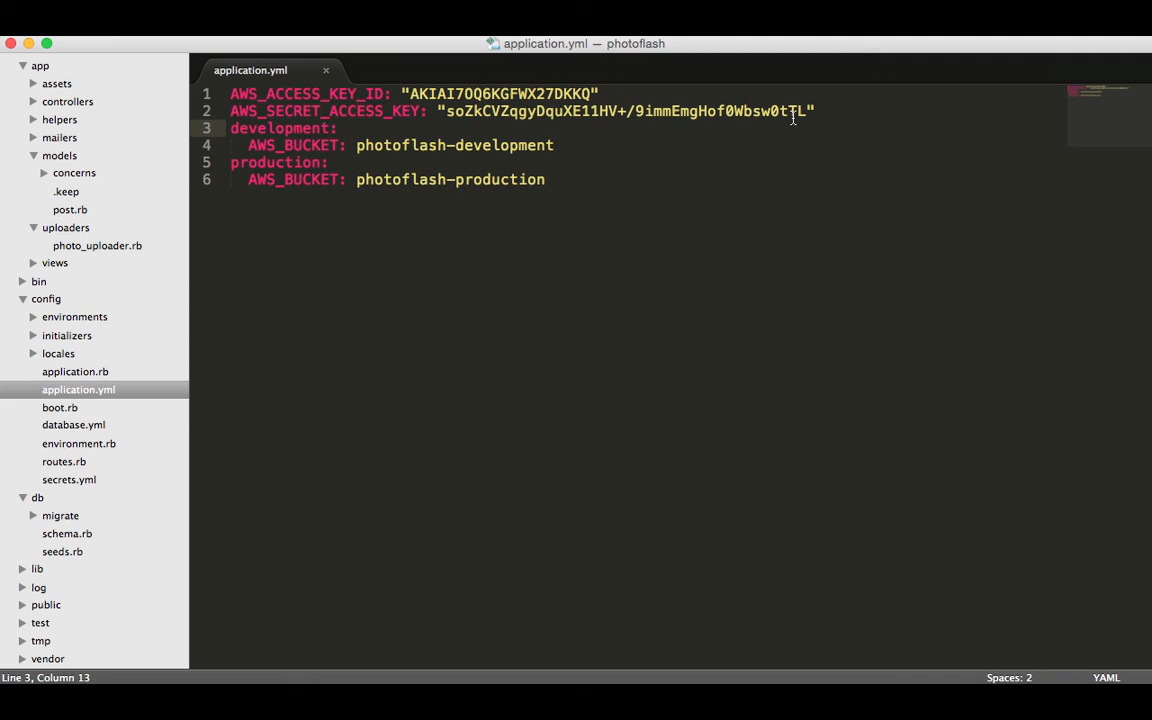 application.yml — photoflash
app
assets
controllers
helpers
mailers
models
concerns
.keep
post.rb
uploaders
photo_uploader.rb
views
bin
config
environments
initializers
locales
application.rb
application.yml
boot.rb
database.yml
environment.rb
routes.rb
secrets.yml
db
migrate
schema.rb
seeds.rb
lib
log
public
test
tmp
vendor
application.yml ×
1 AWS_ACCESS_KEY_ID: "AKIAI7OQ6KGFWX27DKKQ"
2 AWS_SECRET_ACCESS_KEY: "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"
3 development:
4 AWS_BUCKET: photoflash-development
5 production:
6 AWS_BUCKET: photoflash-production
Line 3, Column 13
Spaces: 2
YAML